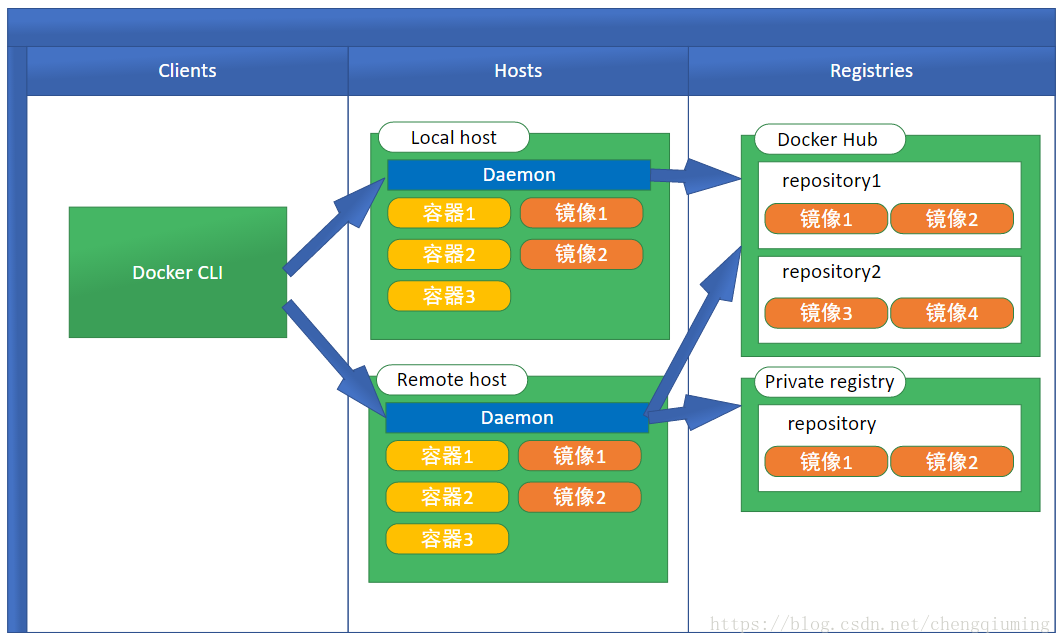 Clients
Hosts
Registries
Docker CLI
Local host
Daemon
容器1
镜像1
容器2
镜像2
容器3
Remote host
Daemon
容器1
镜像1
容器2
镜像2
容器3
Docker Hub
repository1
镜像1
镜像2
repository2
镜像3
镜像4
Private registry
repository
镜像1
镜像2
https://blog.csdn.net/chengqiuming